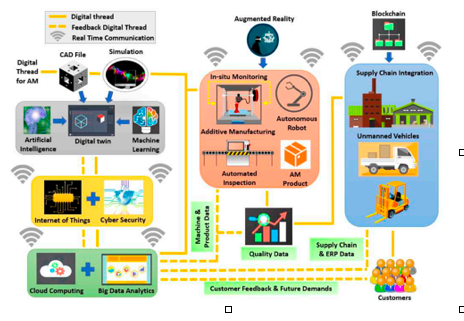 Digital thread
Feedback Digital Thread
Real Time Communication
Augmented Reality
Blockchain
CAD File
Simulation
Digital
Thread
for AM
In-situ Monitoring
Supply Chain Integration
Autonomous
Robot
Additive Manufacturing
Artificial
Intelligence
Digital twin
Machine
Learning
Unmanned Vehicles
Automated
Inspection
AM
Product
Internet of Things
Cyber Security
Machine &
Product Data
Quality Data
Supply Chain
& ERP Data
Cloud Computing
Big Data Analytics
Customer Feedback & Future Demands
Customers